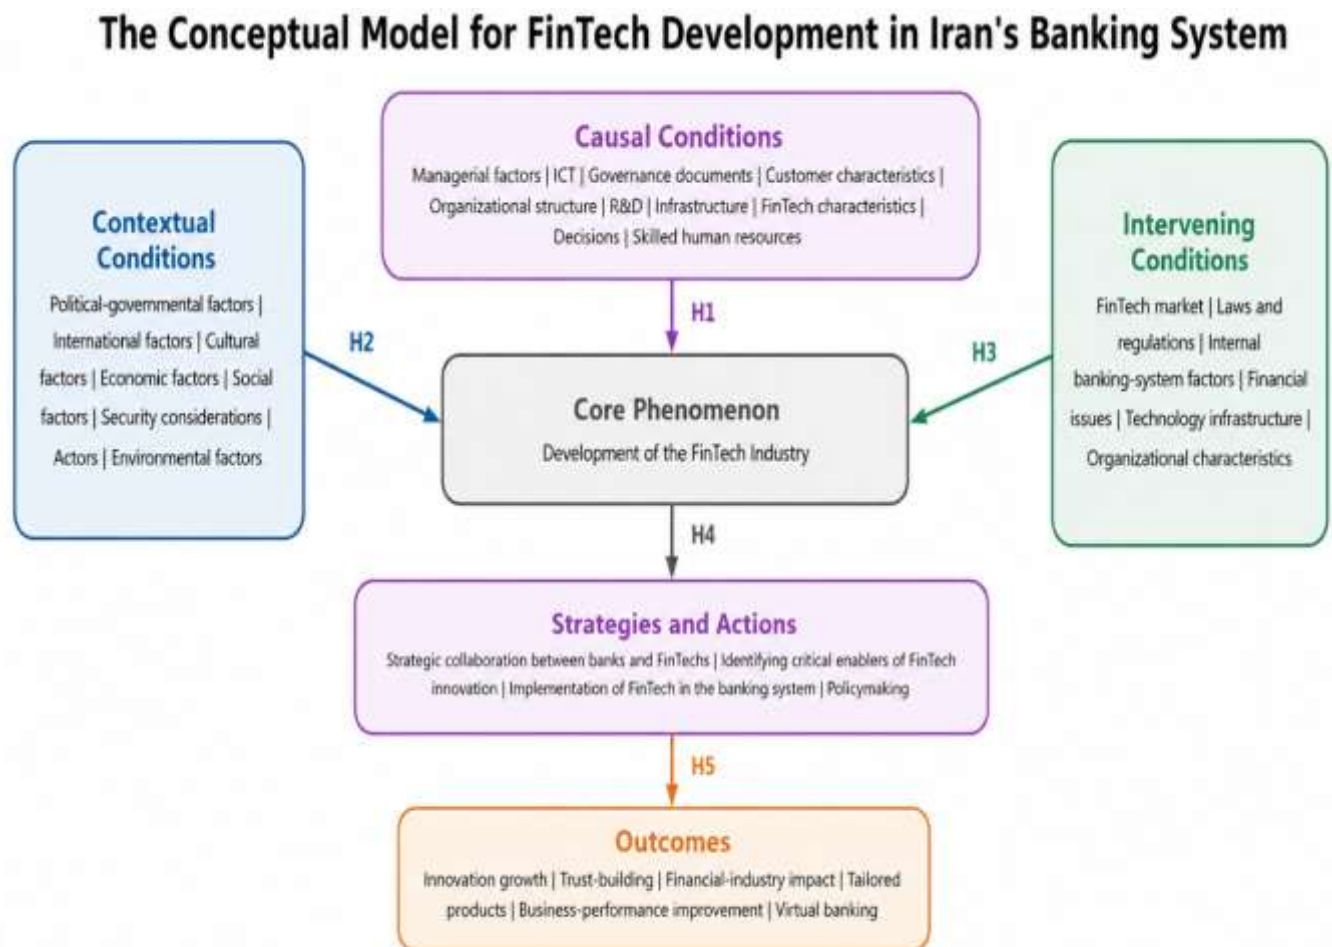 The Conceptual Model for FinTech Development in Iran's Banking System
Causal Conditions
Managerial factors | ICT | Governance documents | Customer characteristics |
Organizational structure | R&D | Infrastructure | FinTech characteristics |
Decisions | Skilled human resources
Contextual
Conditions
Political-governmental factors |
International factors | Cultural
factors | Economic factors | Social
factors | Security considerations |
Actors | Environmental factors
Intervening
Conditions
FinTech market | Laws and
regulations | Internal
banking-system factors | Financial
issues | Technology infrastructure |
Organizational characteristics
H1
H2
H3
Core Phenomenon
Development of the FinTech Industry
H4
Strategies and Actions
Strategic collaboration between banks and FinTechs | Identifying critical enablers of FinTech
innovation | Implementation of FinTech in the banking system | Policymaking
H5
Outcomes
Innovation growth | Trust-building | Financial-industry impact | Tailored
products | Business-performance improvement | Virtual banking